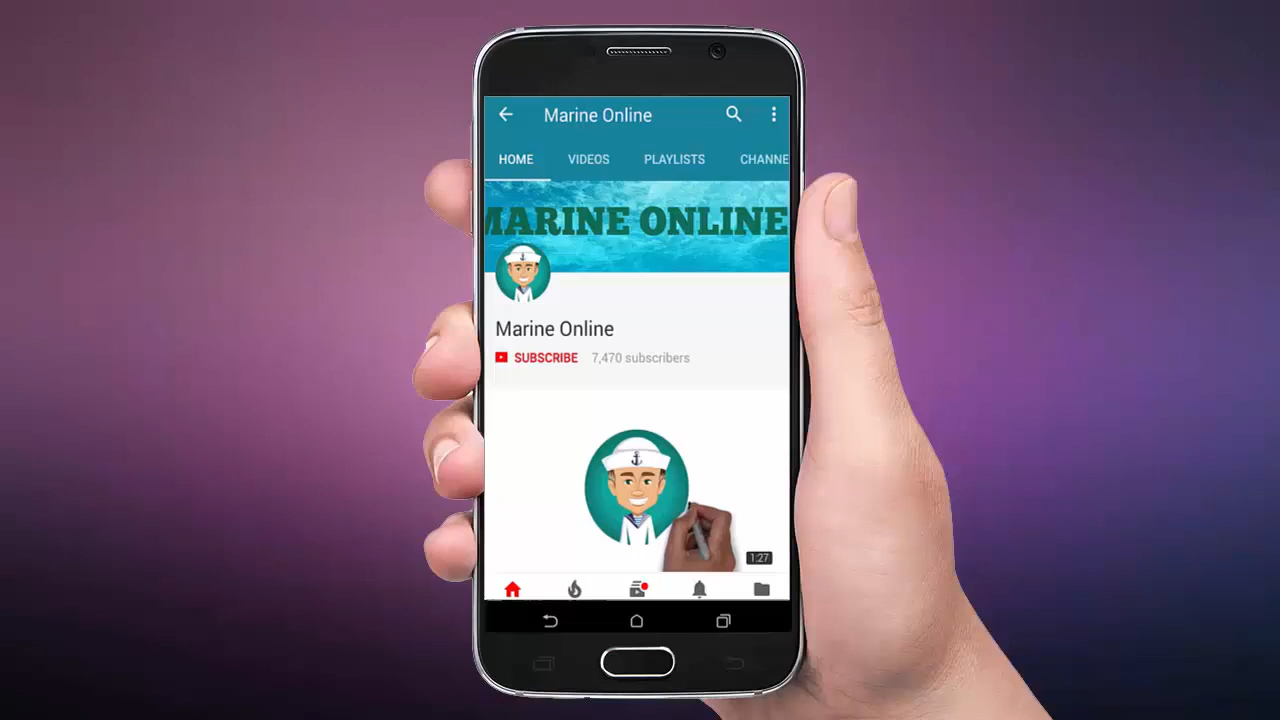 Marine Online
HOME VIDEOS PLAYLISTS CHANNE
MARINE ONLINE
Marine Online
SUBSCRIBE 7,470 subscribers
1:27